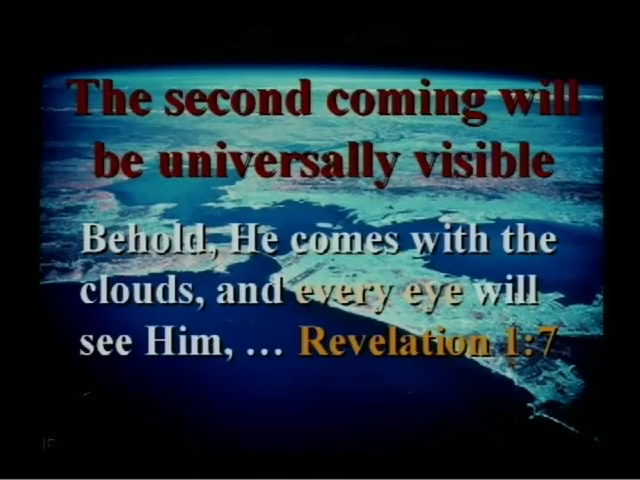 The second coming will
be universally visible
Behold, He comes with the
clouds, and every eye will
see Him, … Revelation 1:7